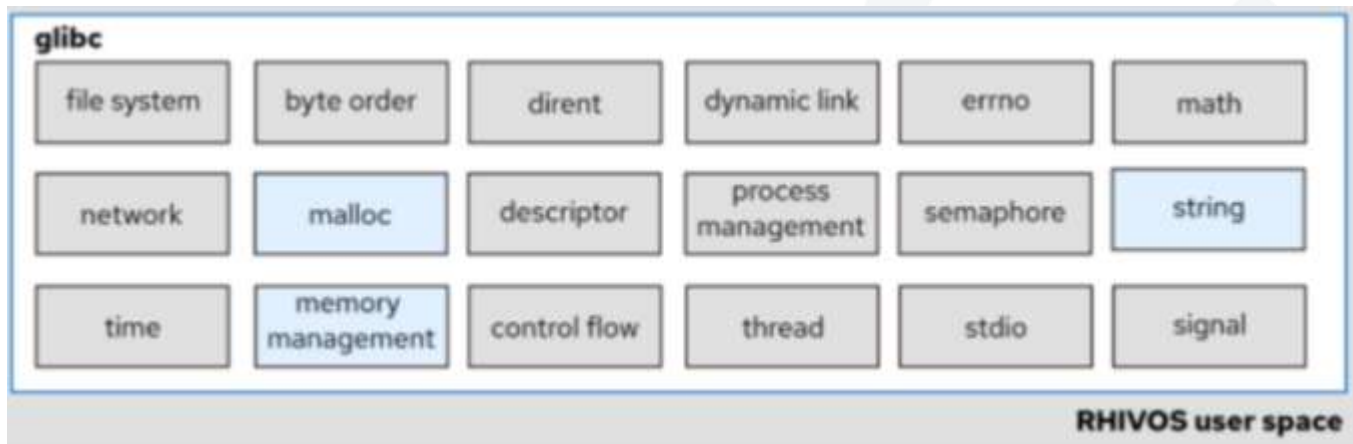 glibc
file system
byte order
dirent
dynamic link
errno
math
network
malloc
descriptor
process
management
semaphore
string
time
memory
management
control flow
thread
stdio
signal
RHIVOS user space